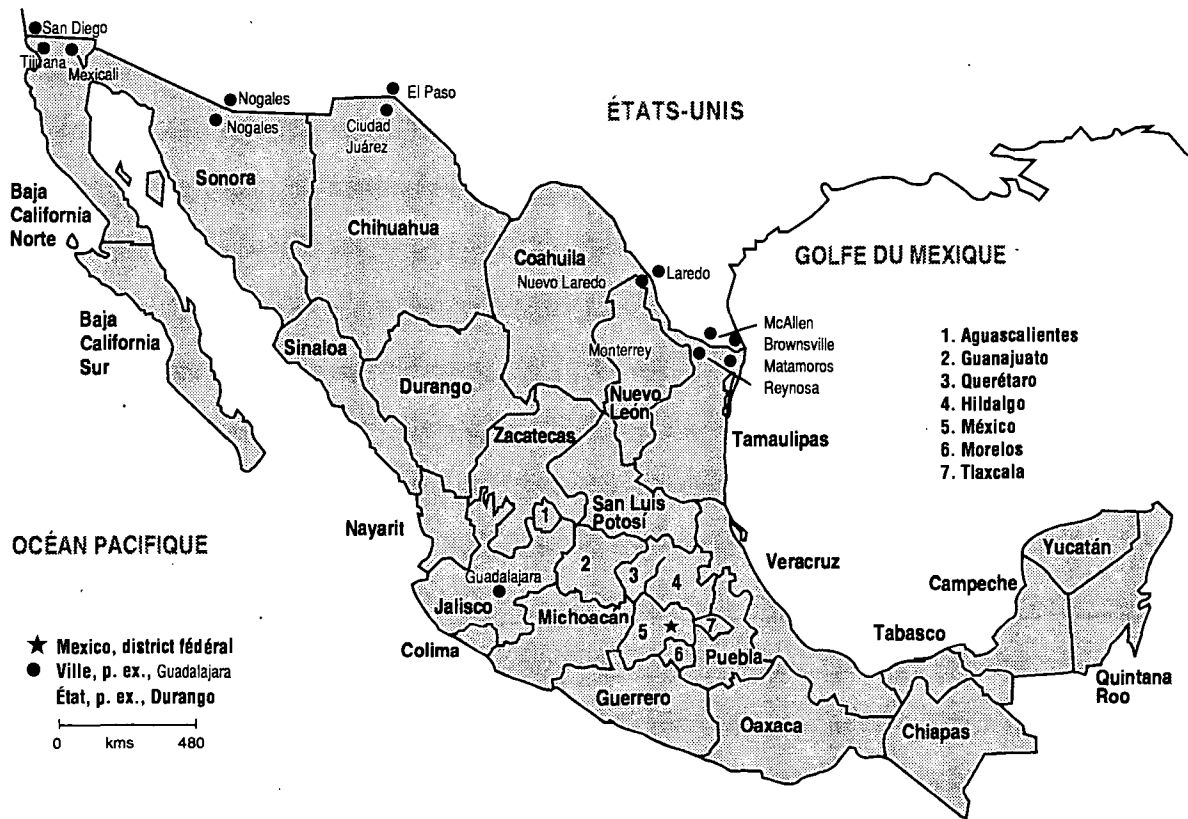 San Diego
Tijuana
Mexicali
Nogales
Nogales
El Paso
Ciudad
Juárez
ÉTATS-UNIS
Sonora
Baja
California
Norte
Chihuahua
Coahuila
Nuevo Laredo
Laredo
GOLFE DU MEXIQUE
Baja
California
Sur
Sinaloa
Durango
Monterrey
McAllen
Brownsville
Matamoros
Reynosa
Nuevo
León
Zacatecas
Tamaulipas
1. Aguascalientes
2. Guanajuato
3. Querétaro
4. Hildalgo
5. México
6. Morelos
7. Tlaxcala
San Luis
Potosí
Nayarit
OCÉAN PACIFIQUE
1
2
3
4
5
6
7
Guadalajara
Jalisco
Michoacán
Colima
Veracruz
Puebla
Guerrero
Oaxaca
Tabasco
Chiapas
Campeche
Yucatán
Quintana
Roo
★ Mexico, district fédéral
● Ville, p. ex., Guadalajara
État, p. ex., Durango
0 kms 480